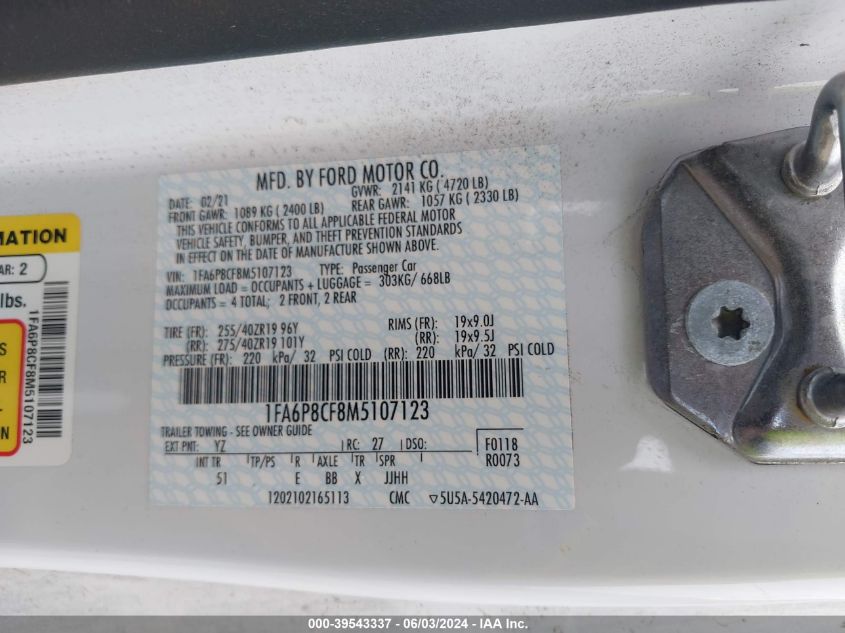 MFD. BY FORD MOTOR CO.
DATE: 02/21 GVWR: 2141 KG ( 4720 LB)
FRONT GAWR: 1089 KG ( 2400 LB) REAR GAWR: 1057 KG ( 2330 LB)
THIS VEHICLE CONFORMS TO ALL APPLICABLE FEDERAL MOTOR
VEHICLE SAFETY, BUMPER, AND THEFT PREVENTION STANDARDS
IN EFFECT ON THE DATE OF MANUFACTURE SHOWN ABOVE.
VIN: 1FA6P8CF8M5107123 TYPE: Passenger Car
MAXIMUM LOAD = OCCUPANTS + LUGGAGE = 303KG/ 668LB
OCCUPANTS = 4 TOTAL; 2 FRONT, 2 REAR
TIRE (FR): 255/40ZR19 96Y RIMS (FR): 19x9.0J
(RR): 275/40ZR19 101Y (RR): 19x9.5J
PRESSURE (FR): 220 kPa/ 32 PSI COLD (RR): 220 kPa/ 32 PSI COLD
1FA6P8CF8M5107123
TRAILER TOWING - SEE OWNER GUIDE
EXT PNT: YZ RC: 27 DSO: F0118
R0073
INT TR TP/PS R AXLE TR SPR
51 E BB X JJHH
1202102165113 CMC ▽5U5A-5420472-AA
MATION
AR: 2
lbs.
S
R
L-
ON
1FA6P8CF8M5107123
000-39543337 - 06/03/2024 - IAA Inc.